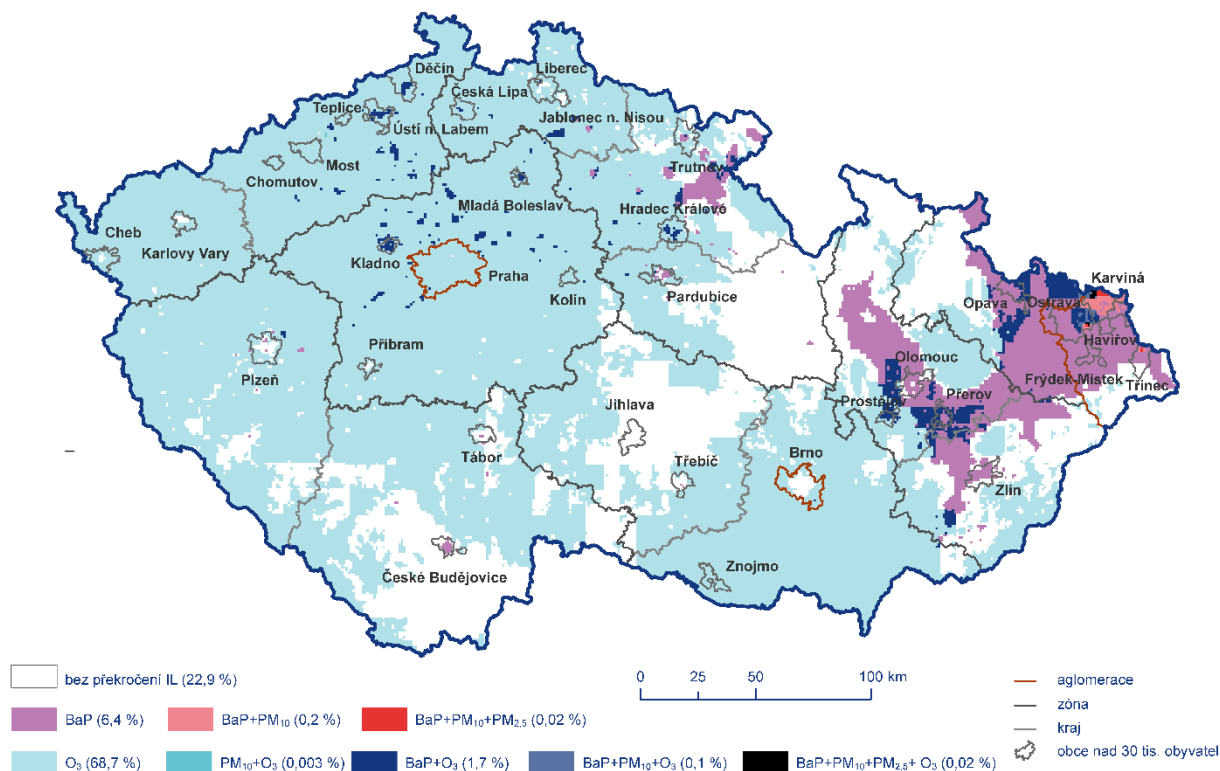 Děčín
Liberec
Teplice
Česká Lípa
Jablonec n. Nisou
Ústí n. Labem
Most
Trutnov
Chomutov
Mladá Boleslav
Hradec Králové
Cheb
Karlovy Vary
Kladno
Praha
Kolín
Pardubice
Karviná
Opava
Ostrava
Havířov
Příbram
Olomouc
Plzeň
Frýdek-Místek
Třinec
Jihlava
Prostějov
Přerov
Tábor
Třebíč
Brno
Zlín
České Budějovice
Znojmo
bez překročení IL (22,9 %)
0 25 50 100 km
aglomerace
zóna
kraj
obce nad 30 tis. obyvatel
BaP (6,4 %) BaP+PM₁₀ (0,2 %) BaP+PM₁₀+PM₂,₅ (0,02 %)
O₃ (68,7 %) PM₁₀+O₃ (0,003 %) BaP+O₃ (1,7 %) BaP+PM₁₀+O₃ (0,1 %) BaP+PM₁₀+PM₂,₅+ O₃ (0,02 %)